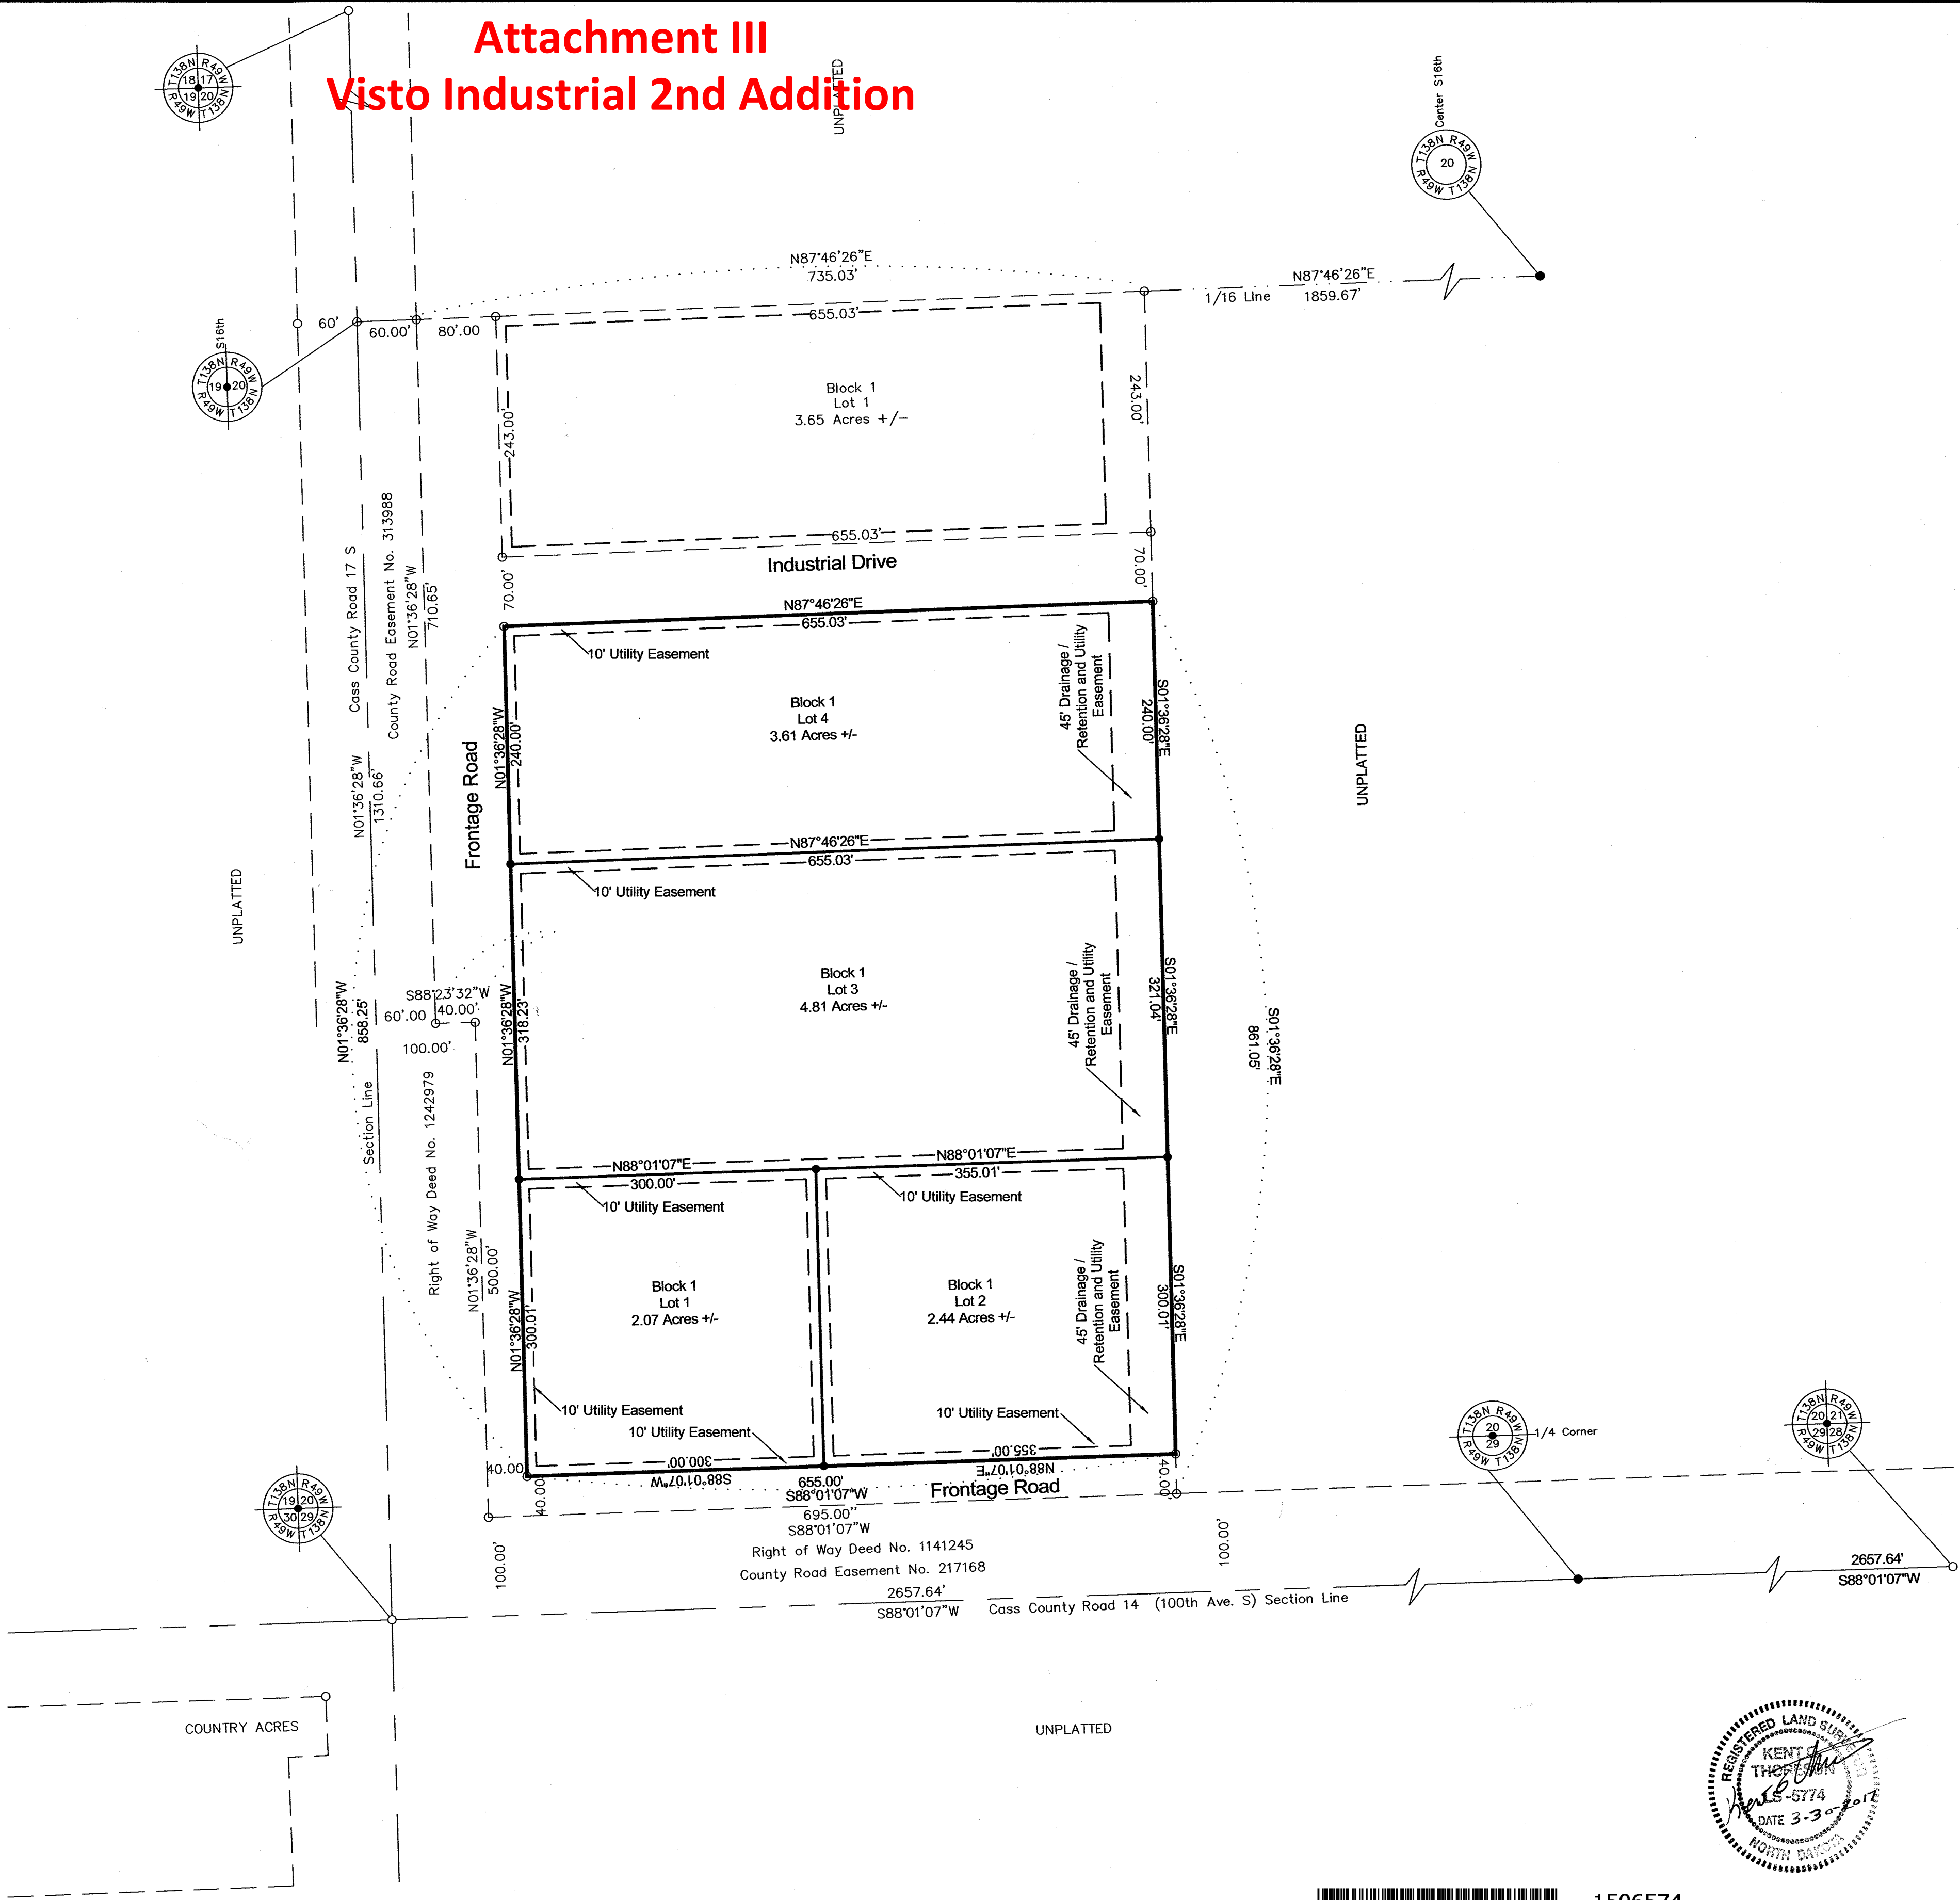 Attachment III
Visto Industrial 2nd Addition
UNPLATTED
T138N R49W
18 17
19 20
R49W T138N
Center S16th
T138N R49W
20
R49W T138N
N87°46'26"E
735.03'
N87°46'26"E
1/16 LIne 1859.67'
60'
60.00'
80'.00
655.03'
S16th
T138N R49W
19 20
R49W T138N
243.00'
Block 1
Lot 1
3.65 Acres +/-
243.00'
655.03'
Industrial Drive
70.00'
70.00'
Cass County Road 17 S
County Road Easement No. 313988
N01°36'28"W
710.65'
N87°46'26"E
655.03'
10' Utility Easement
N01°36'28"W
240.00'
Block 1
Lot 4
3.61 Acres +/-
45' Drainage /
Retention and Utility
Easement
S01°36'28"E
240.00'
Frontage Road
N01°36'28"W
1310.66'
UNPLATTED
UNPLATTED
N87°46'26"E
655.03'
10' Utility Easement
N01°36'28"W
858.25'
S88°23'32"W
60'.00
40.00'
100.00'
N01°36'28"W
318.23'
Block 1
Lot 3
4.81 Acres +/-
45' Drainage /
Retention and Utility
Easement
S01°36'28"E
321.04'
S01°36'28"E
861.05'
Section Line
Right of Way Deed No. 1242979
N88°01'07"E
300.00'
N88°01'07"E
355.01'
10' Utility Easement
10' Utility Easement
N01°36'28"W
500.00'
N01°36'28"W
300.01'
Block 1
Lot 1
2.07 Acres +/-
Block 1
Lot 2
2.44 Acres +/-
45' Drainage /
Retention and Utility
Easement
S01°36'28"E
300.01'
10' Utility Easement
10' Utility Easement
10' Utility Easement
300.00'
S88°01'07"W
355.00'
N88°01'07"E
40.00'
40.00'
40.00'
655.00'
S88°01'07"W
Frontage Road
695.00''
S88°01'07"W
T138N R49W
20
29
R49W T138N
1/4 Corner
T138N R49W
20 21
29 28
R49W T138N
T138N R49W
19 20
30 29
R49W T138N
100.00'
100.00'
Right of Way Deed No. 1141245
County Road Easement No. 217168
2657.64'
S88°01'07"W
Cass County Road 14 (100th Ave. S) Section Line
2657.64'
S88°01'07"W
COUNTRY ACRES
UNPLATTED
REGISTERED LAND SURVEYOR
KENT
THORESON
LS-5774
DATE 3-30-2017
NORTH DAKOTA